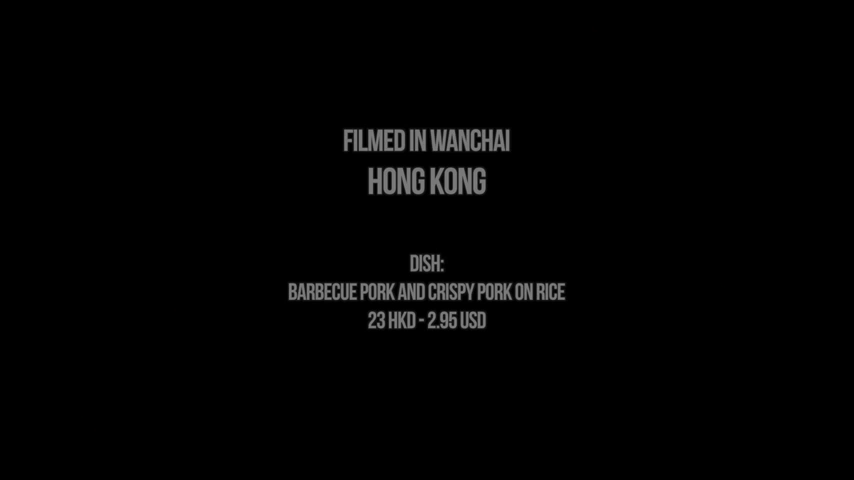 FILMED IN WANCHAI
HONG KONG
DISH:
BARBECUE PORK AND CRISPY PORK ON RICE
23 HKD - 2.95 USD